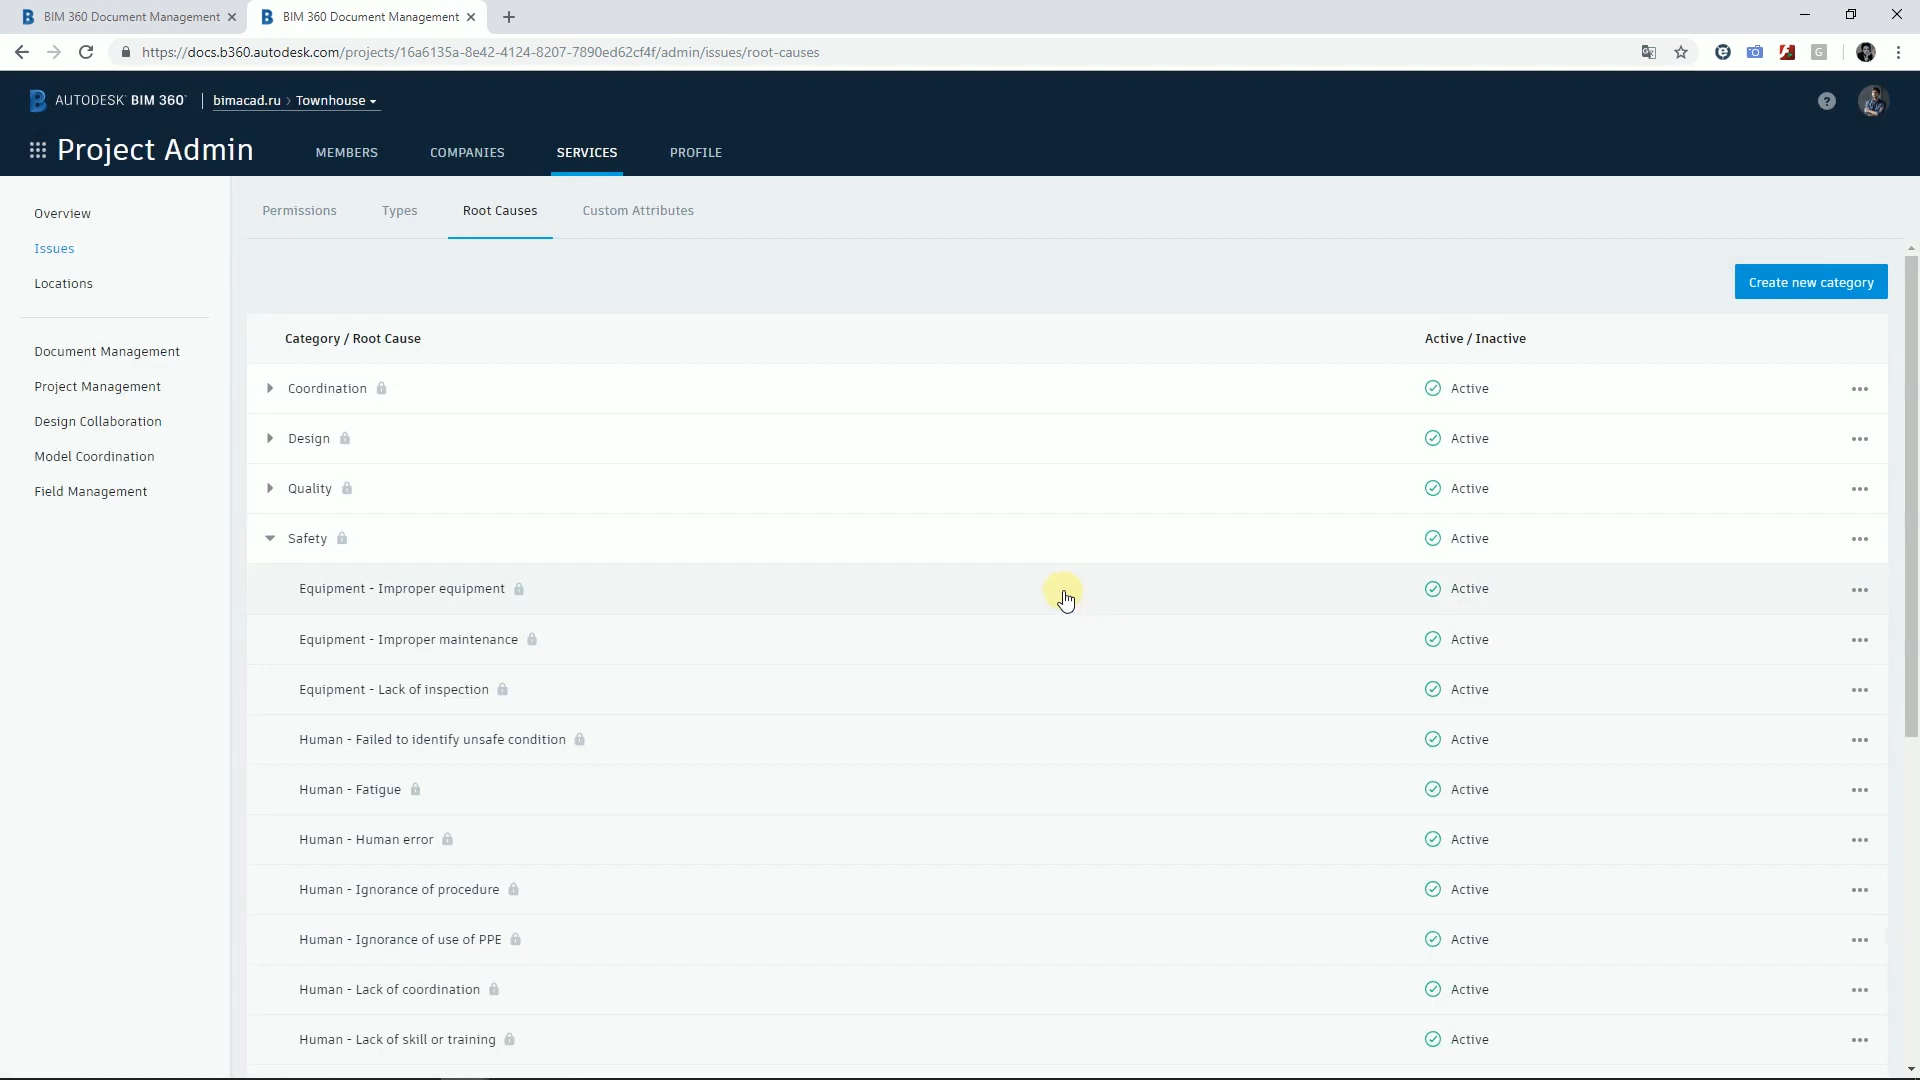 BIM 360 Document Management
BIM 360 Document Management
https://docs.b360.autodesk.com/projects/16a6135a-8e42-4124-8207-7890ed62cf4f/admin/issues/root-causes
AUTODESK® BIM 360™
bimacad.ru > Townhouse
Project Admin
MEMBERS
COMPANIES
SERVICES
PROFILE
Overview
Issues
Locations
Document Management
Project Management
Design Collaboration
Model Coordination
Field Management
Permissions
Types
Root Causes
Custom Attributes
Create new category
Category / Root Cause
Active / Inactive
Coordination
Active
Design
Active
Quality
Active
Safety
Active
Equipment - Improper equipment
Active
Equipment - Improper maintenance
Active
Equipment - Lack of inspection
Active
Human - Failed to identify unsafe condition
Active
Human - Fatigue
Active
Human - Human error
Active
Human - Ignorance of procedure
Active
Human - Ignorance of use of PPE
Active
Human - Lack of coordination
Active
Human - Lack of skill or training
Active